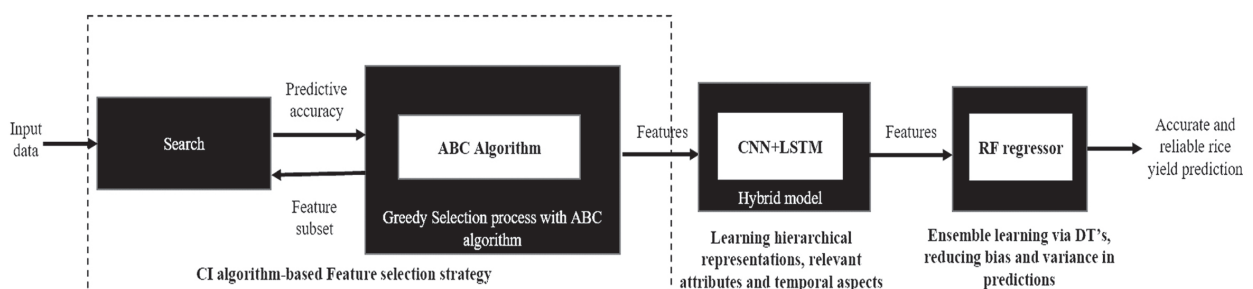 Input
data
Search
Predictive
accuracy
Feature
subset
ABC Algorithm
Greedy Selection process with ABC
algorithm
CI algorithm-based Feature selection strategy
Features
CNN+LSTM
Hybrid model
Learning hierarchical
representations, relevant
attributes and temporal aspects
Features
RF regressor
Ensemble learning via DT's,
reducing bias and variance in
predictions
Accurate and
reliable rice
yield prediction